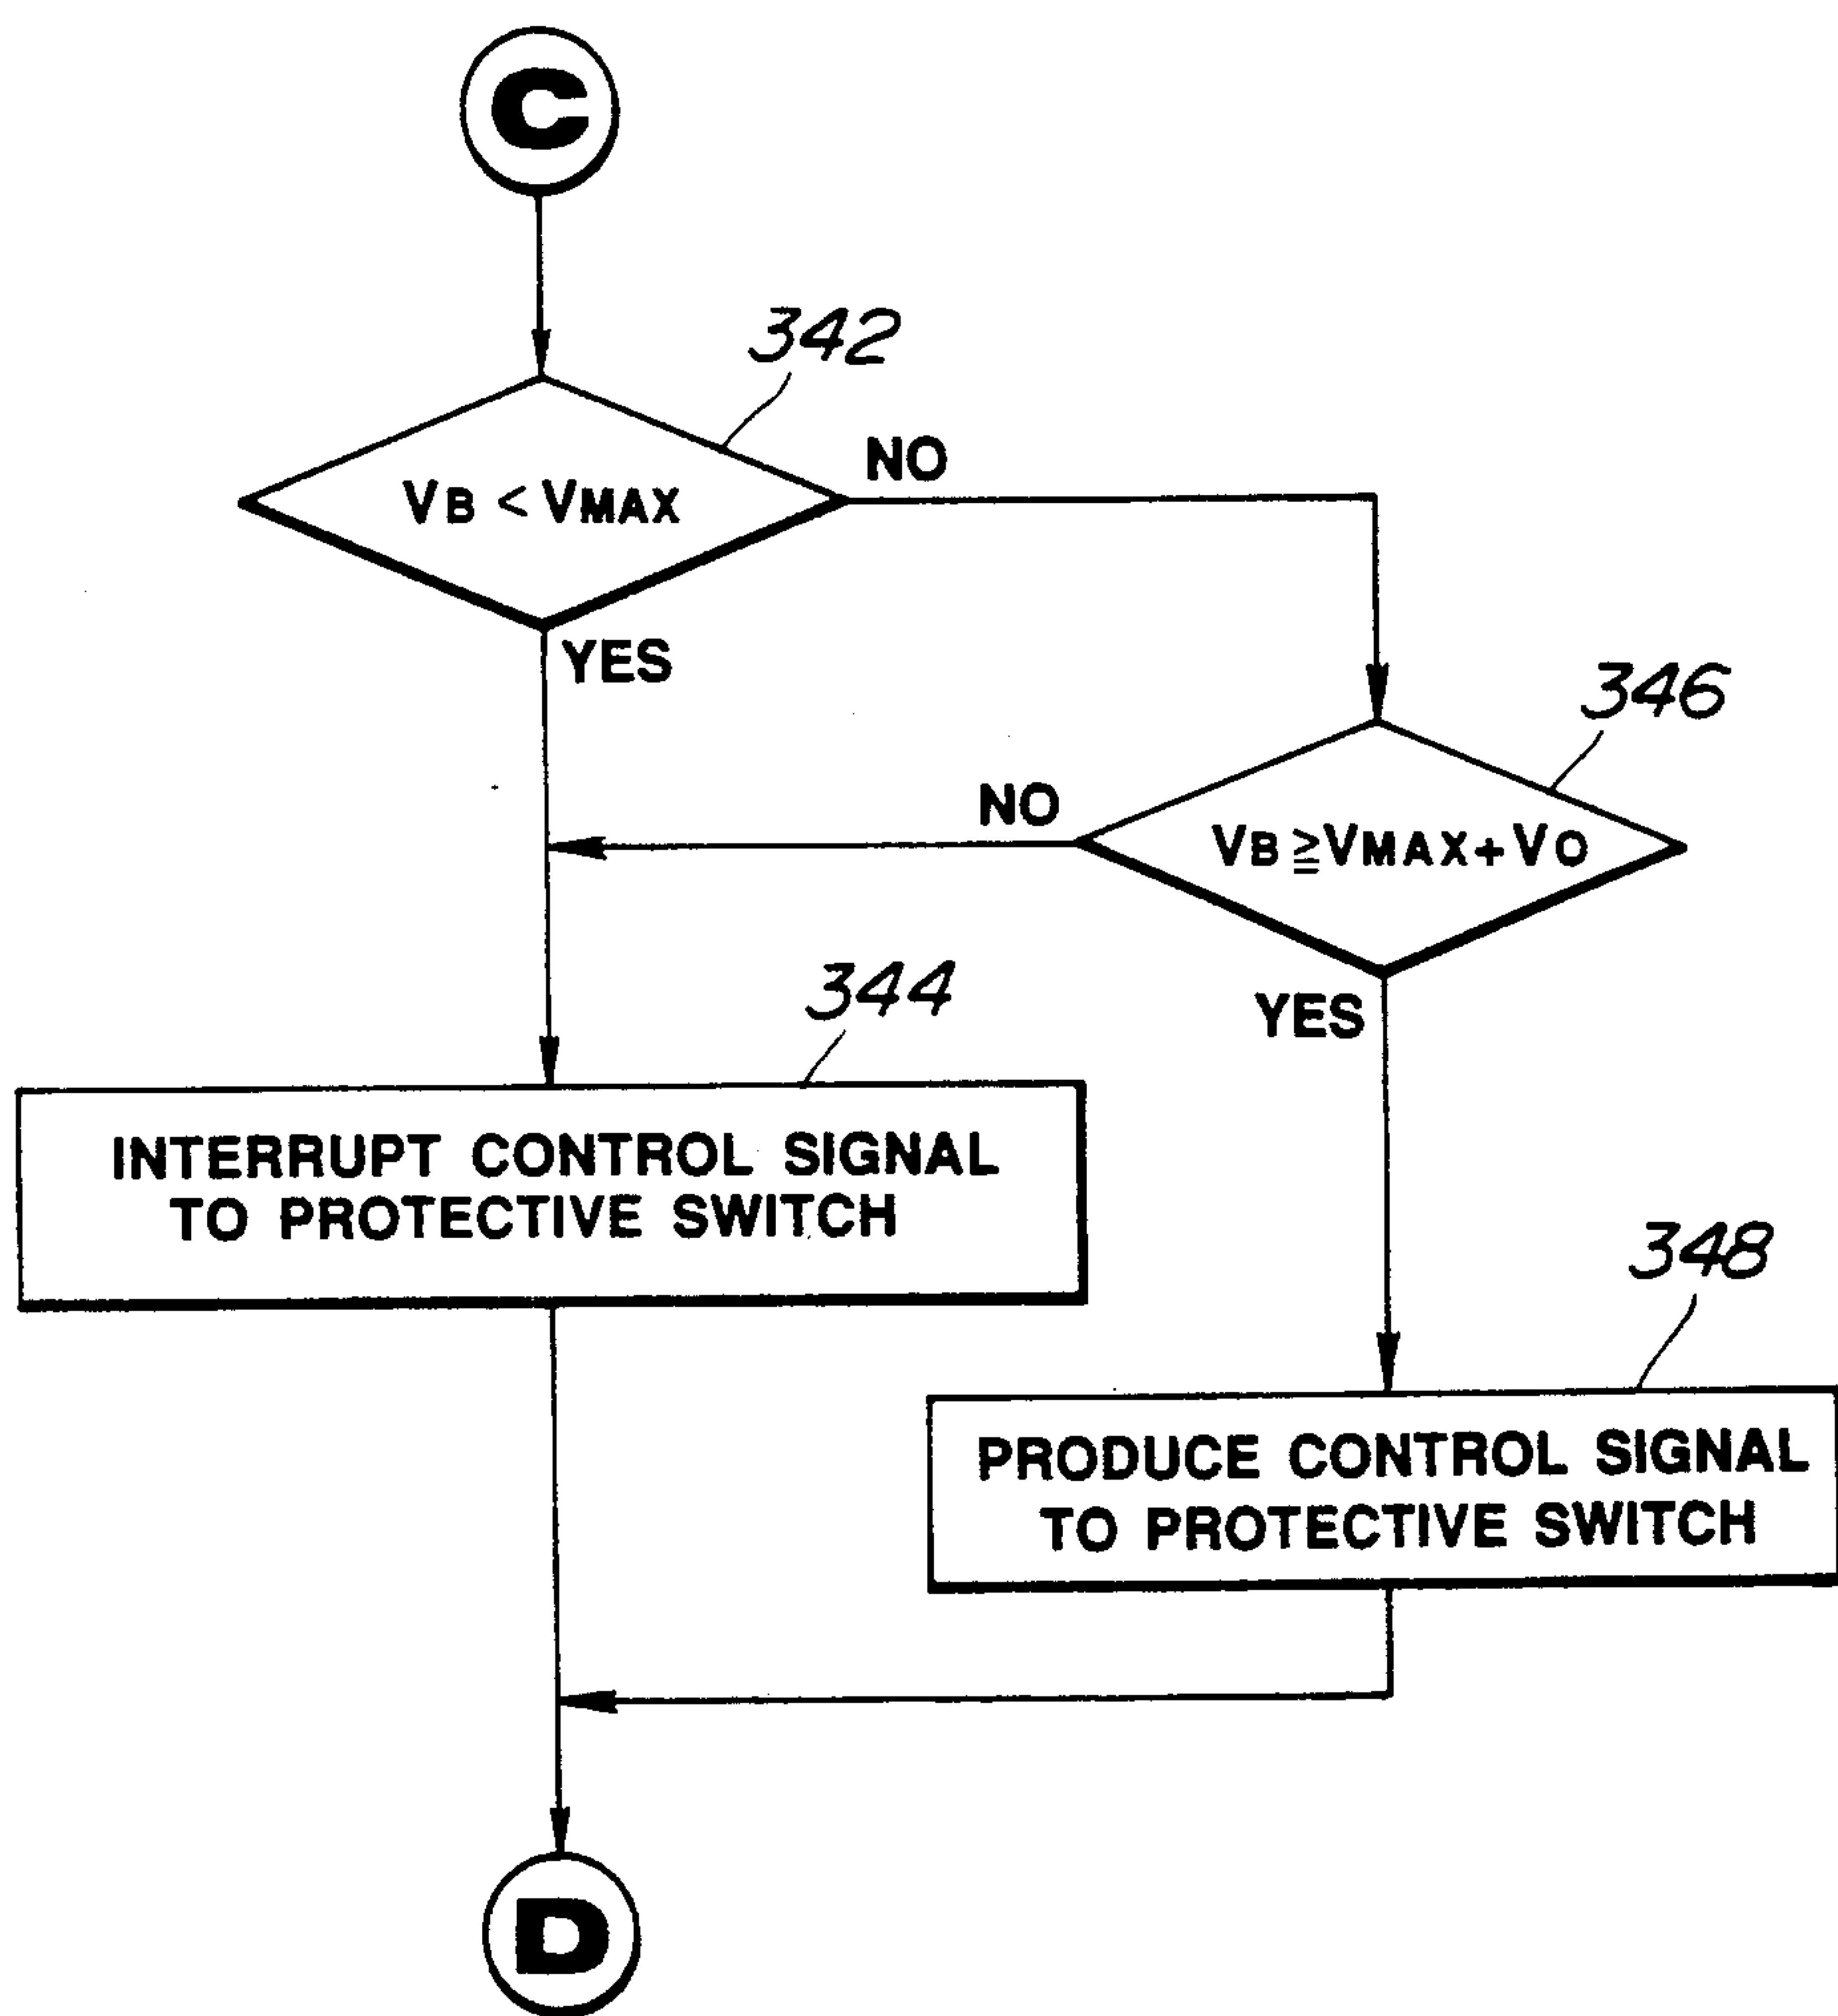 C
342
VB < VMAX
NO
YES
346
NO
VB ≧ VMAX + VO
YES
344
INTERRUPT CONTROL SIGNAL
TO PROTECTIVE SWITCH
348
PRODUCE CONTROL SIGNAL
TO PROTECTIVE SWITCH
D